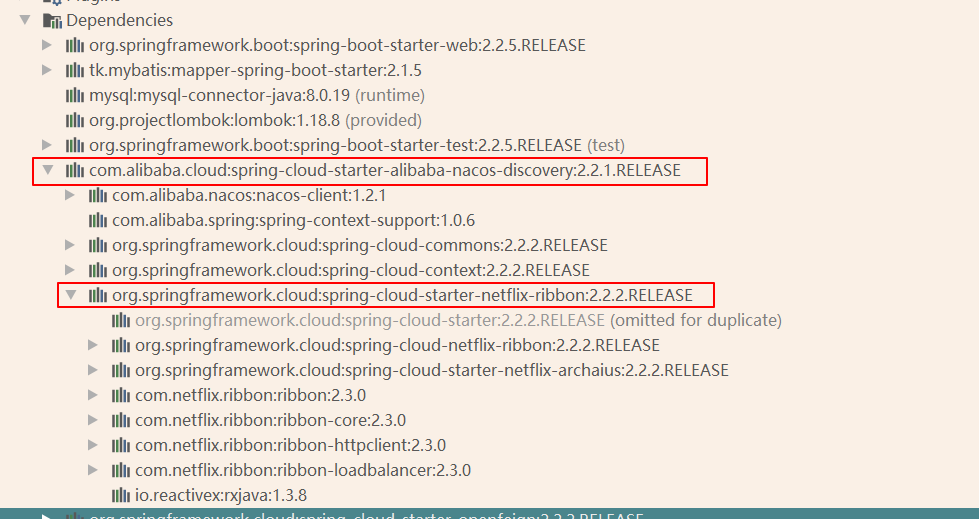 Plugins
Dependencies
org.springframework.boot:spring-boot-starter-web:2.2.5.RELEASE
tk.mybatis:mapper-spring-boot-starter:2.1.5
mysql:mysql-connector-java:8.0.19 (runtime)
org.projectlombok:lombok:1.18.8 (provided)
org.springframework.boot:spring-boot-starter-test:2.2.5.RELEASE (test)
com.alibaba.cloud:spring-cloud-starter-alibaba-nacos-discovery:2.2.1.RELEASE
com.alibaba.nacos:nacos-client:1.2.1
com.alibaba.spring:spring-context-support:1.0.6
org.springframework.cloud:spring-cloud-commons:2.2.2.RELEASE
org.springframework.cloud:spring-cloud-context:2.2.2.RELEASE
org.springframework.cloud:spring-cloud-starter-netflix-ribbon:2.2.2.RELEASE
org.springframework.cloud:spring-cloud-starter:2.2.2.RELEASE (omitted for duplicate)
org.springframework.cloud:spring-cloud-netflix-ribbon:2.2.2.RELEASE
org.springframework.cloud:spring-cloud-starter-netflix-archaius:2.2.2.RELEASE
com.netflix.ribbon:ribbon:2.3.0
com.netflix.ribbon:ribbon-core:2.3.0
com.netflix.ribbon:ribbon-httpclient:2.3.0
com.netflix.ribbon:ribbon-loadbalancer:2.3.0
io.reactivex:rxjava:1.3.8
org.springframework.cloud:spring-cloud-starter-openfeign:2.2.2.RELEASE